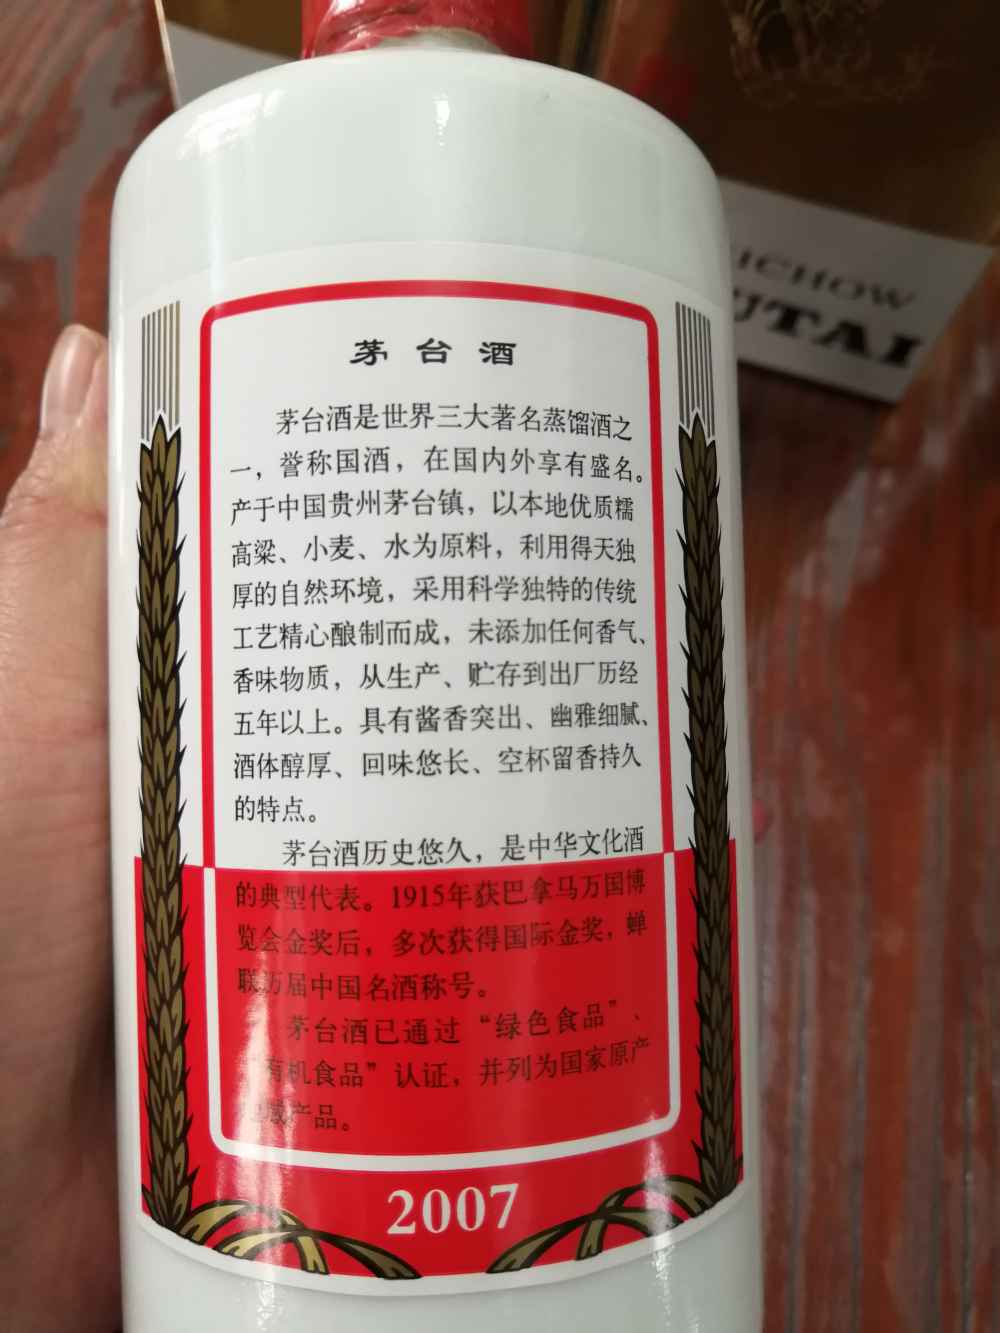 茅台酒
茅台酒是世界三大著名蒸馏酒之
一，誉称国酒，在国内外享有盛名。
产于中国贵州茅台镇，以本地优质糯
高粱、小麦、水为原料，利用得天独
厚的自然环境，采用科学独特的传统
工艺精心酿制而成，未添加任何香气、
香味物质，从生产、贮存到出厂历经
五年以上。具有酱香突出、幽雅细腻、
酒体醇厚、回味悠长、空杯留香持久
的特点。
茅台酒历史悠久，是中华文化酒
的典型代表。1915年获巴拿马万国博
览会金奖后，多次获得国际金奖，蝉
联历届中国名酒称号。
茅台酒已通过“绿色食品”、
“有机食品”认证，并列为国家原产
地域产品。
2007
ICHOW
UTAI